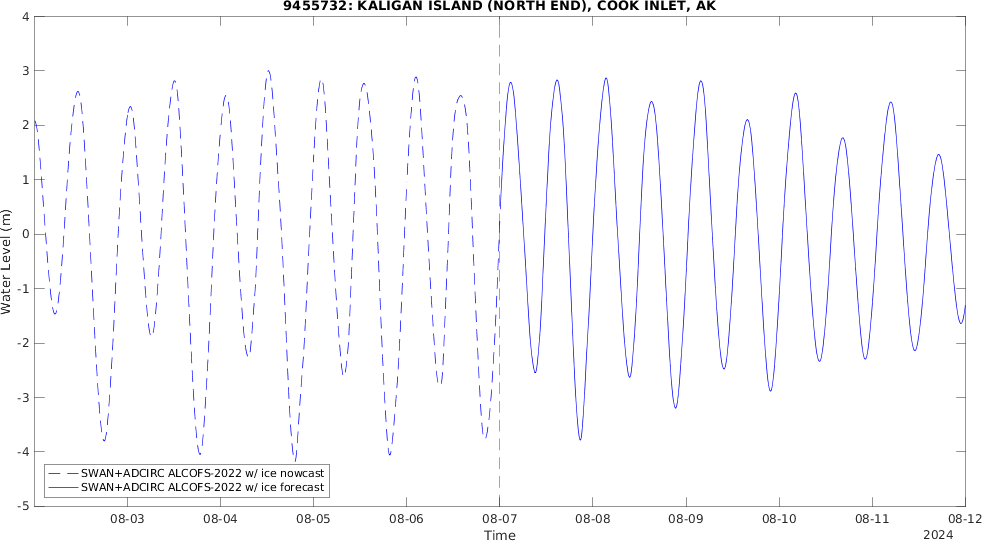 9455732: KALIGAN ISLAND (NORTH END), COOK INLET, AK
4
3
2
1
0
-1
-2
-3
-4
-5
Water Level (m)
SWAN+ADCIRC ALCOFS-2022 w/ ice nowcast
SWAN+ADCIRC ALCOFS-2022 w/ ice forecast
08-03 08-04 08-05 08-06 08-07 08-08 08-09 08-10 08-11 08-12
Time
2024